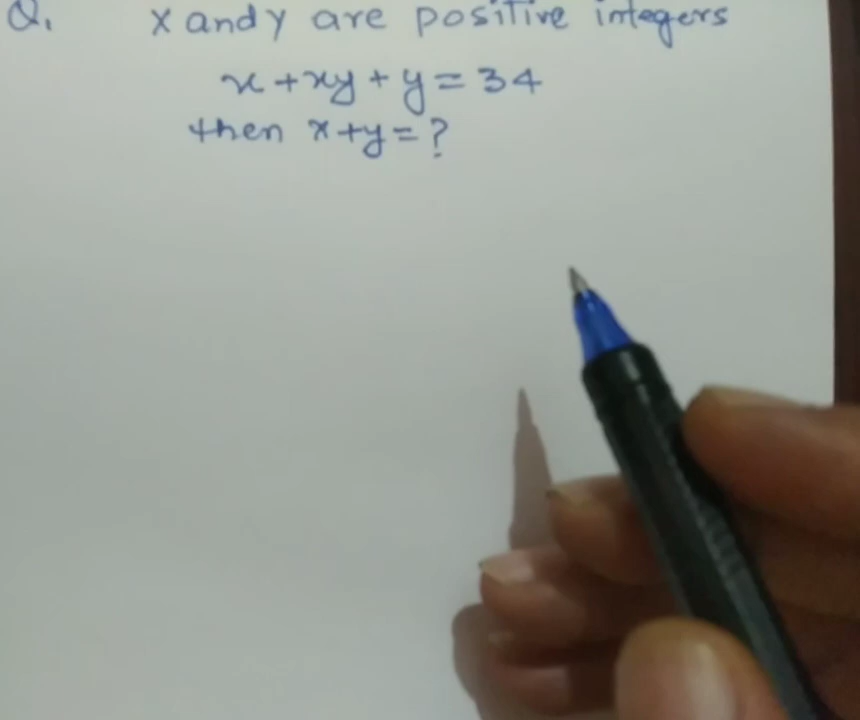 Q. x and y are positive integers
x+xy+y=34
then x+y=?